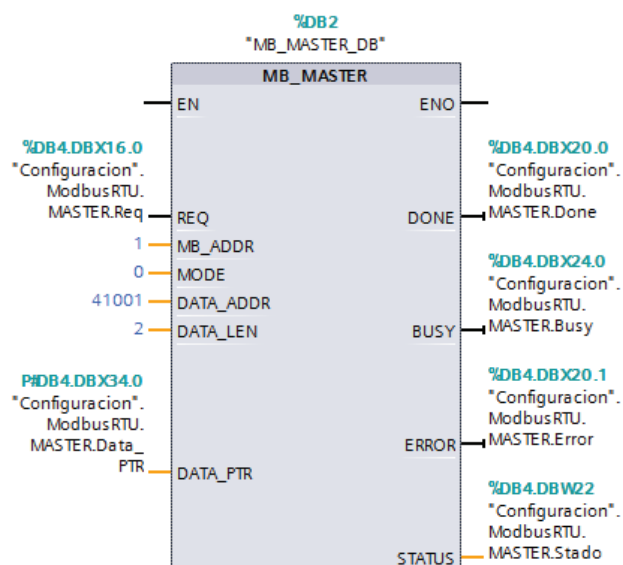 %DB2
"MB_MASTER_DB"
MB_MASTER
EN
ENO
%DB4.DBX16.0
"Configuracion".
ModbusRTU.
MASTER.Req
REQ
%DB4.DBX20.0
"Configuracion".
ModbusRTU.
MASTER.Done
DONE
1
MB_ADDR
0
MODE
41001
DATA_ADDR
2
DATA_LEN
%DB4.DBX24.0
"Configuracion".
ModbusRTU.
MASTER.Busy
BUSY
P#DB4.DBX34.0
"Configuracion".
ModbusRTU.
MASTER.Data_
PTR
DATA_PTR
%DB4.DBX20.1
"Configuracion".
ModbusRTU.
MASTER.Error
ERROR
%DB4.DBW22
"Configuracion".
ModbusRTU.
MASTER.Stado
STATUS